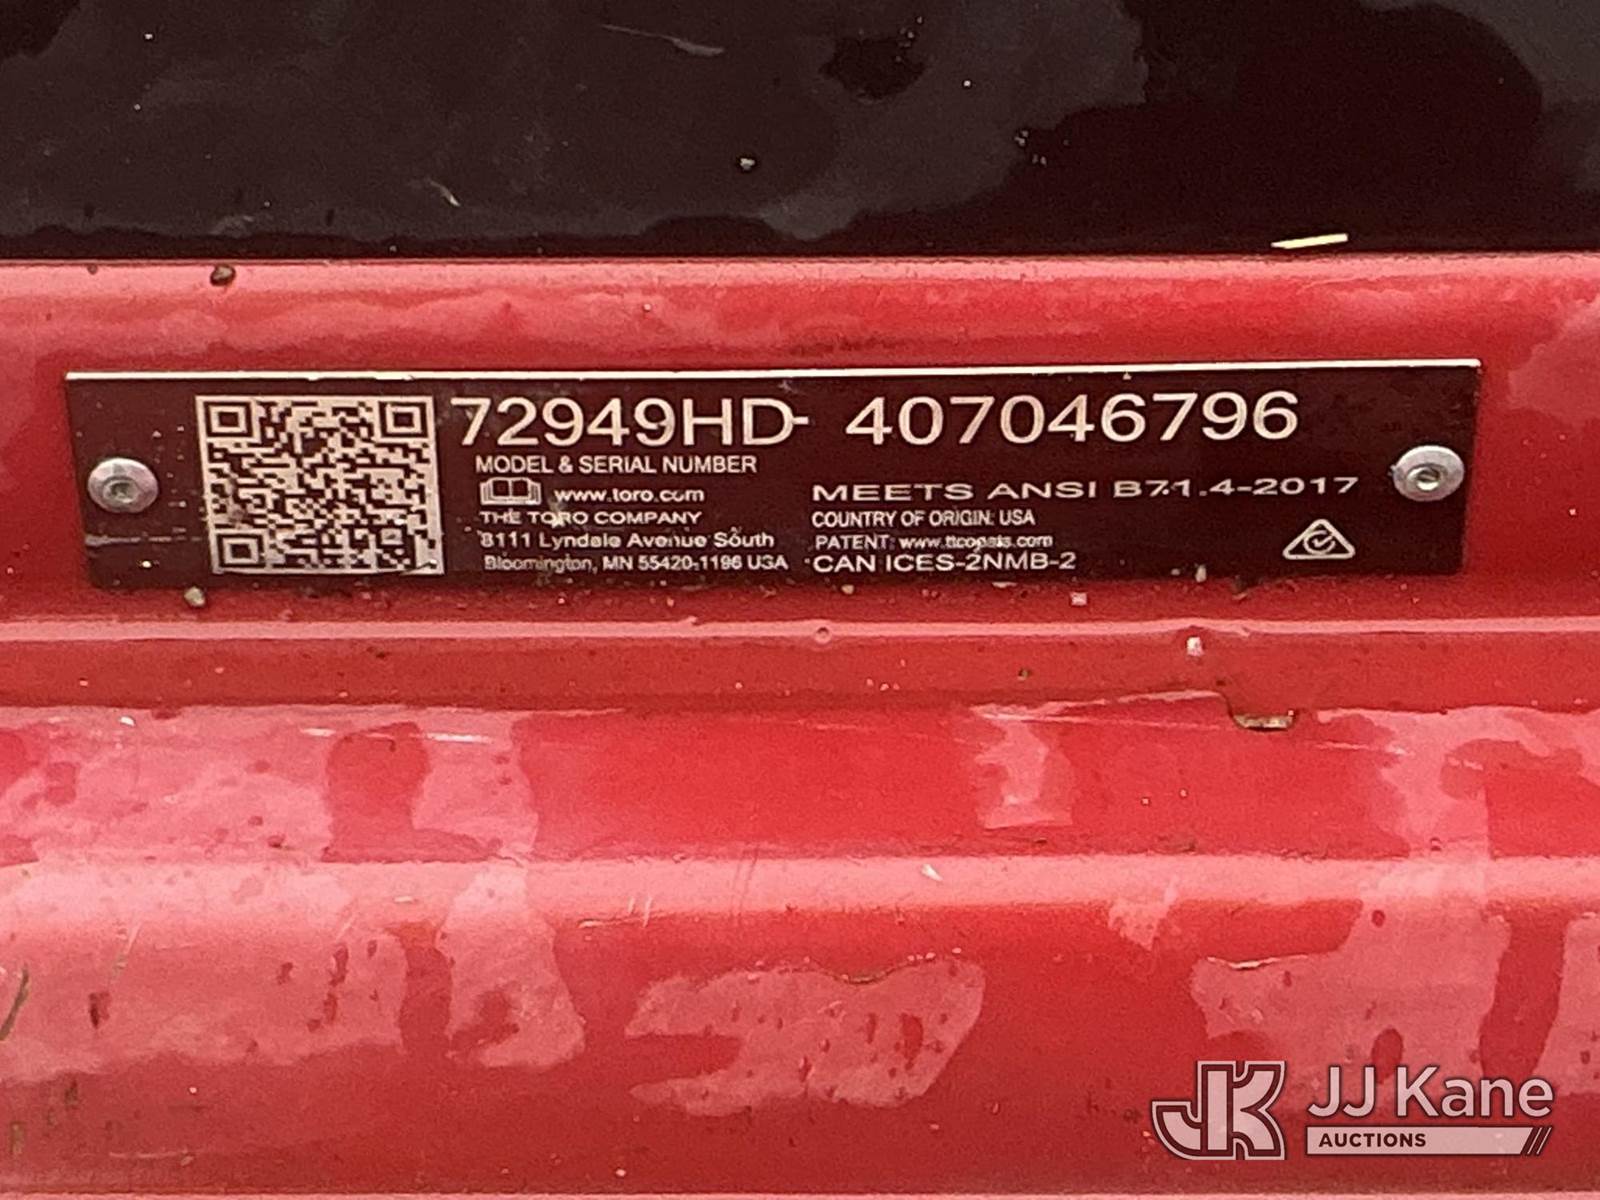 72949HD- 407046796
MODEL & SERIAL NUMBER
www.toro.com
THE TORO COMPANY
8111 Lyndale Avenue South
Bloomington, MN 55420-1196 USA
MEETS ANSI B71.4-2017
COUNTRY OF ORIGIN: USA
PATENT: www.ttcopats.com
CAN ICES-2NMB-2
JK JJ Kane
AUCTIONS